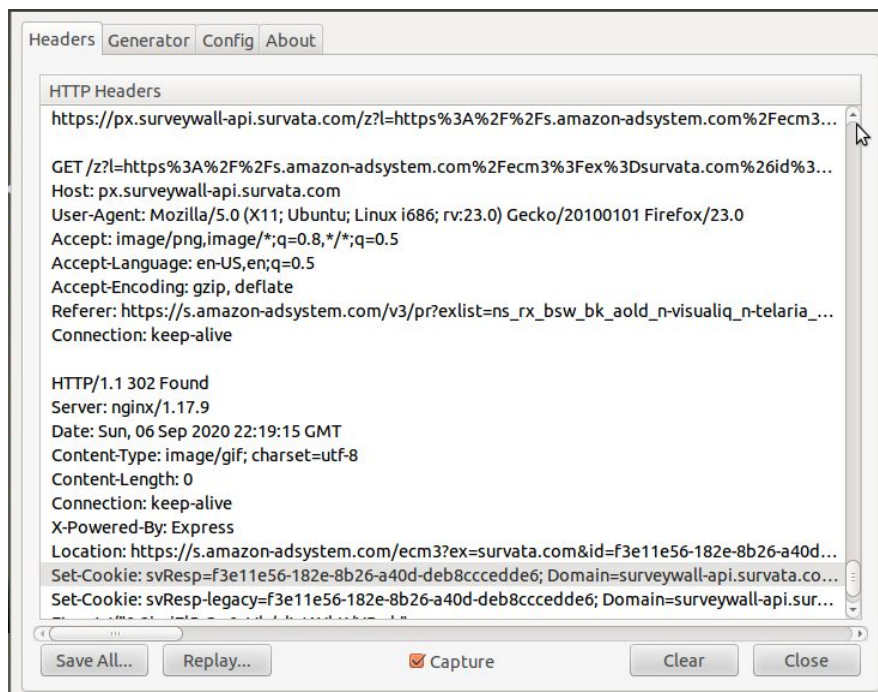 Headers Generator Config About
HTTP Headers
https://px.surveywall-api.survata.com/z?l=https%3A%2F%2Fs.amazon-adsystem.com%2Fecm3...
GET /z?l=https%3A%2F%2Fs.amazon-adsystem.com%2Fecm3%3Fex%3Dsurvata.com%26id%3...
Host: px.surveywall-api.survata.com
User-Agent: Mozilla/5.0 (X11; Ubuntu; Linux i686; rv:23.0) Gecko/20100101 Firefox/23.0
Accept: image/png,image/*;q=0.8,*/*;q=0.5
Accept-Language: en-US,en;q=0.5
Accept-Encoding: gzip, deflate
Referer: https://s.amazon-adsystem.com/v3/pr?exlist=ns_rx_bsw_bk_aold_n-visualiq_n-telaria_...
Connection: keep-alive
HTTP/1.1 302 Found
Server: nginx/1.17.9
Date: Sun, 06 Sep 2020 22:19:15 GMT
Content-Type: image/gif; charset=utf-8
Content-Length: 0
Connection: keep-alive
X-Powered-By: Express
Location: https://s.amazon-adsystem.com/ecm3?ex=survata.com&id=f3e11e56-182e-8b26-a40d...
Set-Cookie: svResp=f3e11e56-182e-8b26-a40d-deb8cccedde6; Domain=surveywall-api.survata.co...
Set-Cookie: svResp-legacy=f3e11e56-182e-8b26-a40d-deb8cccedde6; Domain=surveywall-api.sur...
Save All... Replay... Capture Clear Close